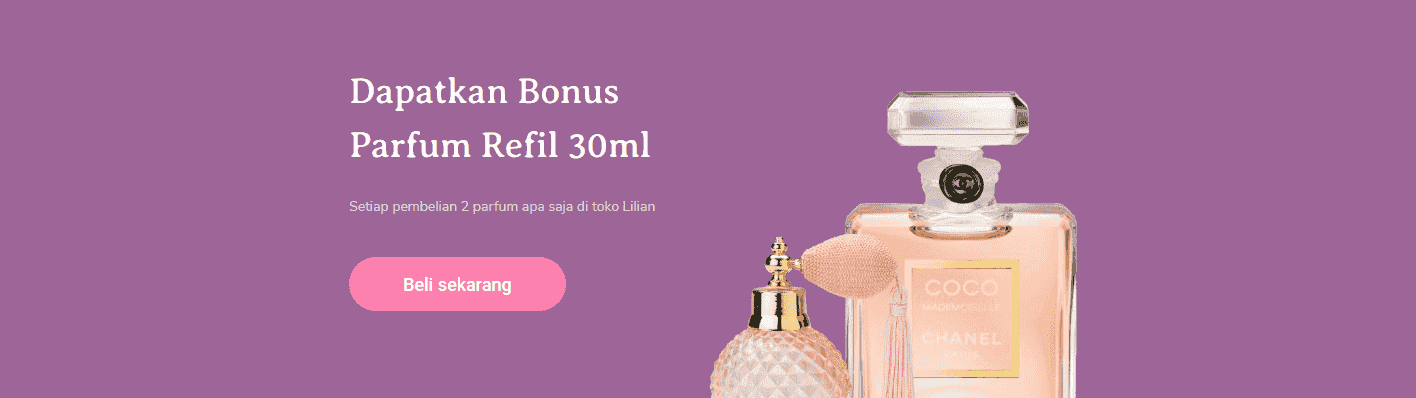 Dapatkan Bonus
Parfum Refil 30ml
Setiap pembelian 2 parfum apa saja di toko Lilian
Beli sekarang
COCO
MADEMOISELLE
CHANEL
PARIS